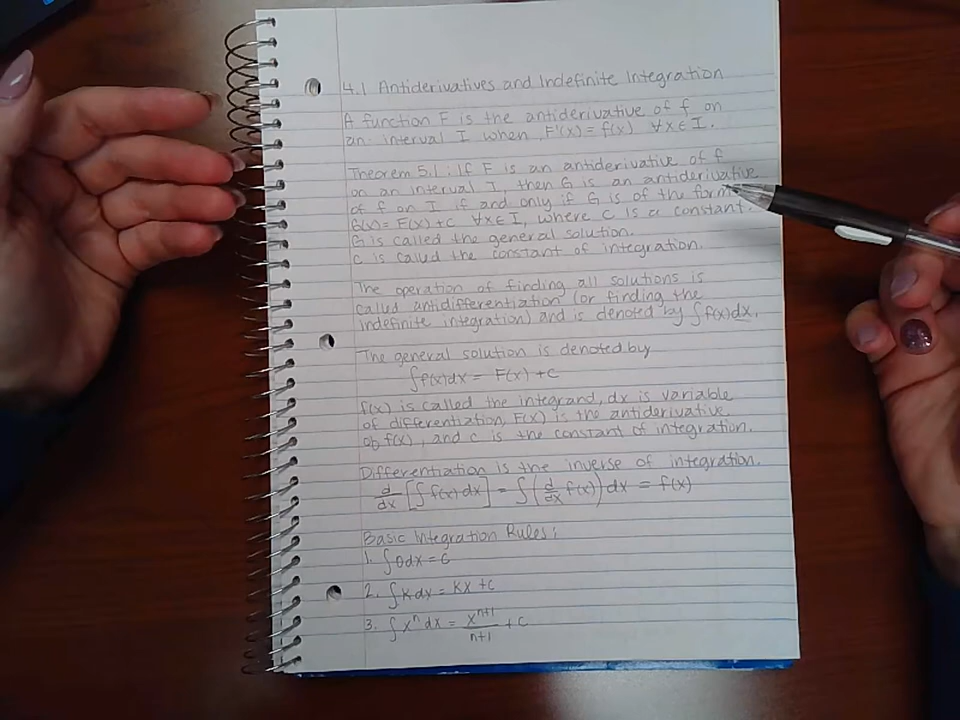 4.1 Antiderivatives and Indefinite Integration
A function F is the antiderivative of f on
an interval I when F'(x) = f(x) ∀x∈I.
Theorem 5.1: If F is an antiderivative of f
on an interval I, then G is an antiderivative
of f on I if and only if G is of the form
G(x) = F(x) + C ∀x∈I, where C is a constant.
G is called the general solution.
C is called the constant of integration.
The operation of finding all solutions is
called antidifferentiation (or finding the
indefinite integration) and is denoted by ∫f(x)dx.
The general solution is denoted by
∫f(x)dx = F(x) + C
f(x) is called the integrand, dx is variable
of differentiation, F(x) is the antiderivative
of f(x), and C is the constant of integration.
Differentiation is the inverse of integration.
d/dx [∫f(x)dx] = ∫(d/dx f(x)) dx = f(x)
Basic Integration Rules:
1. ∫0dx = C
2. ∫K dx = Kx + C
3. ∫xⁿ dx = xⁿ⁺¹/n+1 + C